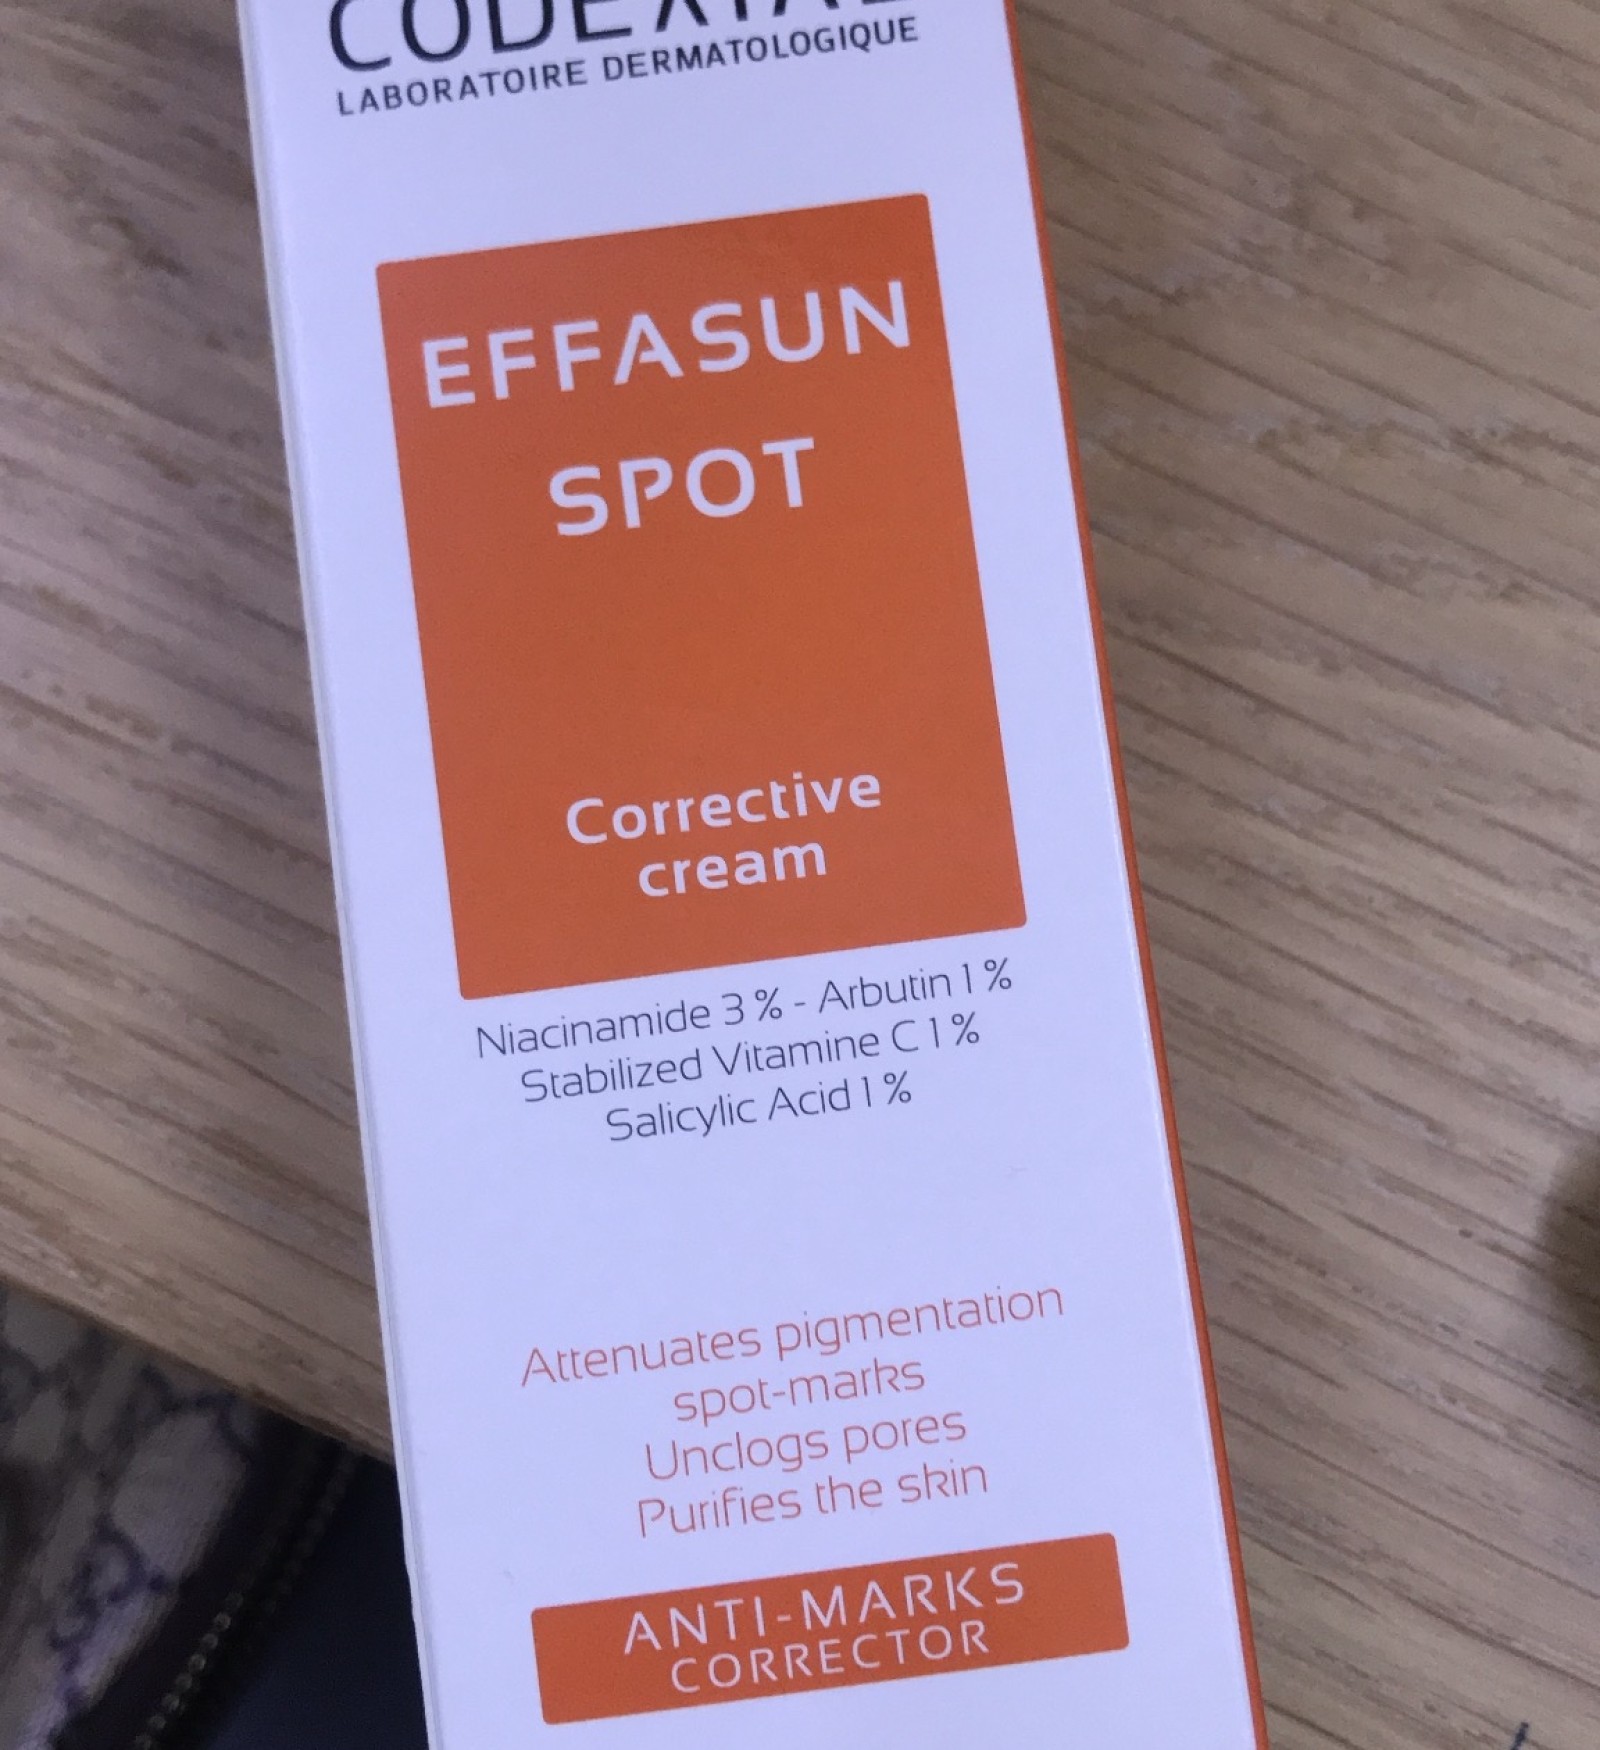 CODEXIAL
LABORATOIRE DERMATOLOGIQUE
EFFASUN
SPOT
Corrective
cream
Niacinamide 3 % - Arbutin 1 %
Stabilized Vitamine C 1 %
Salicylic Acid 1 %
Attenuates pigmentation
spot-marks
Unclogs pores
Purifies the skin
ANTI-MARKS
CORRECTOR